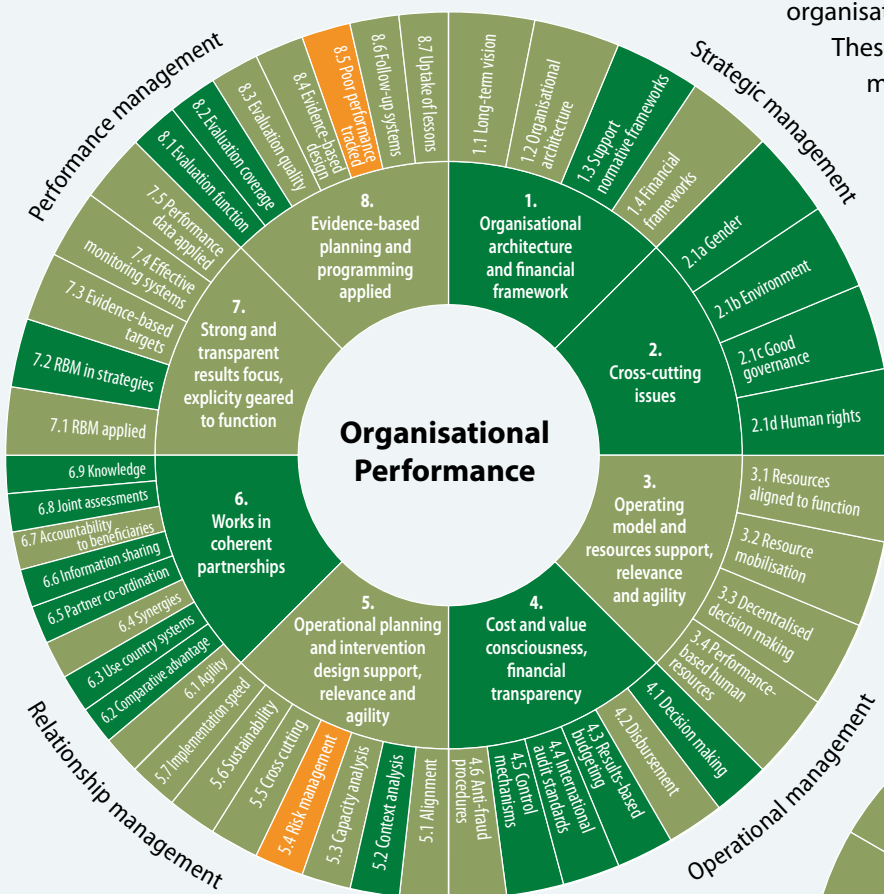 organisat
Thes
m
Strategic management
Operational management
Relationship management
Performance management
Organisational
Performance
1.
Organisational
architecture
and financial
framework
1.1 Long-term vision
1.2 Organisational
architecture
1.3 Support
normative frameworks
1.4 Financial
frameworks
2.
Cross-cutting
issues
2.1a Gender
2.1b Environment
2.1c Good
governance
2.1d Human rights
3.
Operating
model and
resources support,
relevance
and agility
3.1 Resources
aligned to function
3.2 Resource
mobilisation
3.3 Decentralised
decision making
3.4 Performance-
based human
resources
4.
Cost and value
consciousness,
financial
transparency
4.1 Decision making
4.2 Disbursement
4.3 Results-based
budgeting
4.4 International
audit standards
4.5 Control
mechanisms
4.6 Anti-fraud
procedures
5.
Operational planning
and intervention
design support,
relevance and
agility
5.1 Alignment
5.2 Context analysis
5.3 Capacity analysis
5.4 Risk management
5.5 Cross cutting
5.6 Sustainability
5.7 Implementation speed
6.
Works in
coherent
partnerships
6.1 Agility
6.2 Comparative advantage
6.3 Use country systems
6.4 Synergies
6.5 Partner co-ordination
6.6 Information sharing
6.7 Accountability
to beneficiaries
6.8 Joint assessments
6.9 Knowledge
7.
Strong and
transparent
results focus,
explicity geared
to function
7.1 RBM applied
7.2 RBM in strategies
7.3 Evidence-based
targets
7.4 Effective
monitoring systems
7.5 Performance
data applied
8.
Evidence-based
planning and
programming
applied
8.1 Evaluation function
8.2 Evaluation coverage
8.3 Evaluation quality
8.4 Evidence-based
design
8.5 Poor performance
tracked
8.6 Follow-up systems
8.7 Uptake of lessons